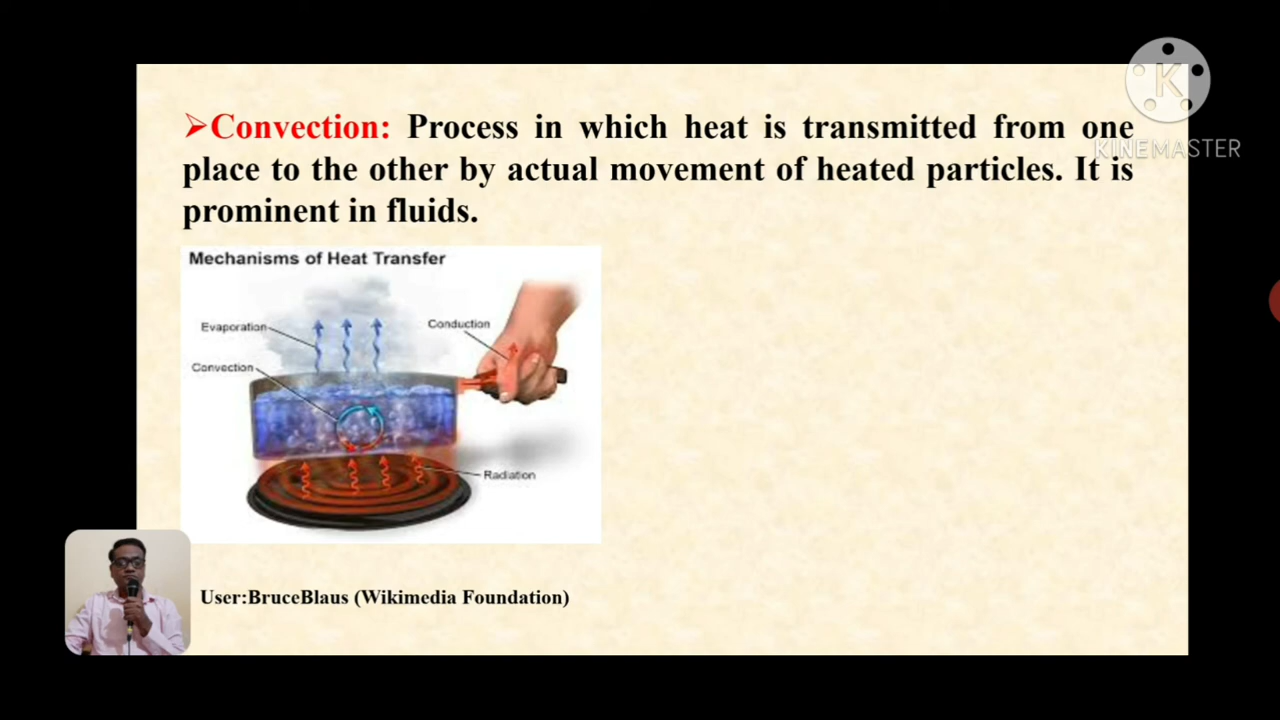 ➢Convection: Process in which heat is transmitted from one
place to the other by actual movement of heated particles. It is
prominent in fluids.
Mechanisms of Heat Transfer
Evaporation
Conduction
Convection
Radiation
User:BruceBlaus (Wikimedia Foundation)
K
KINEMASTER